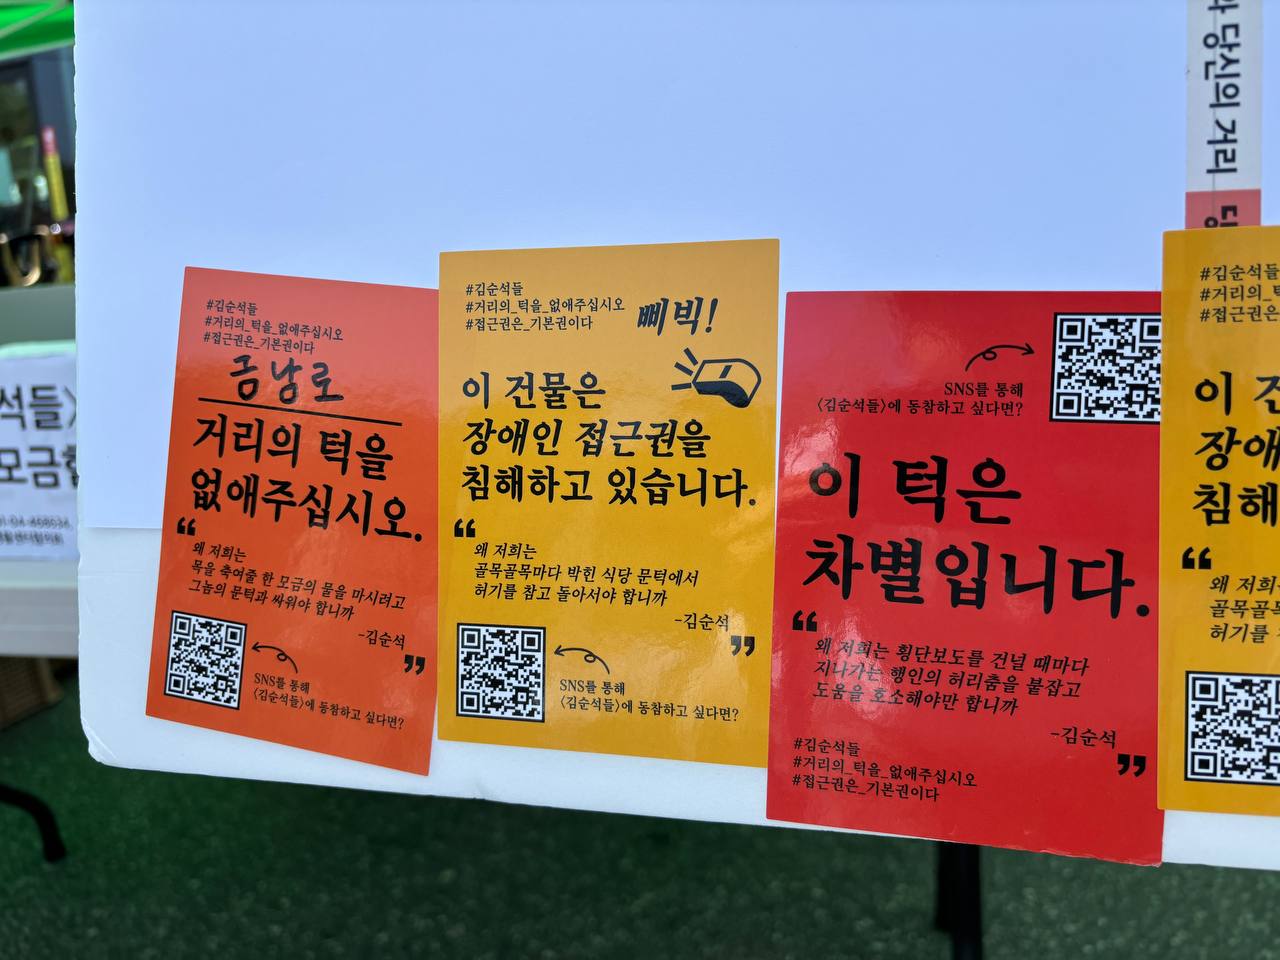 당신의 거리
석들>
모금함
#김순석들
#거리의_턱을_없애주십시오
#접근권은_기본권이다
금남로
거리의 턱을
없애주십시오.
“
왜 저희는
목을 축여줄 한 모금의 물을 마시려고
그놈의 문턱과 싸워야 합니까
-김순석
”
SNS를 통해
<김순석들>에 동참하고 싶다면?
#김순석들
#거리의_턱을_없애주십시오
#접근권은_기본권이다
삐빅!
이 건물은
장애인 접근권을
침해하고 있습니다.
“
왜 저희는
골목골목마다 박힌 식당 문턱에서
허기를 참고 돌아서야 합니까
-김순석
”
SNS를 통해
<김순석들>에 동참하고 싶다면?
SNS를 통해
<김순석들>에 동참하고 싶다면?
이 턱은
차별입니다.
“
왜 저희는 횡단보도를 건널 때마다
지나가는 행인의 허리춤을 붙잡고
도움을 호소해야만 합니까
-김순석
”
#김순석들
#거리의_턱을_없애주십시오
#접근권은_기본권이다
#김순석들
#거리의_턱
#접근권은_
이 건
장애
침해
“
왜 저희
골목골
허기를